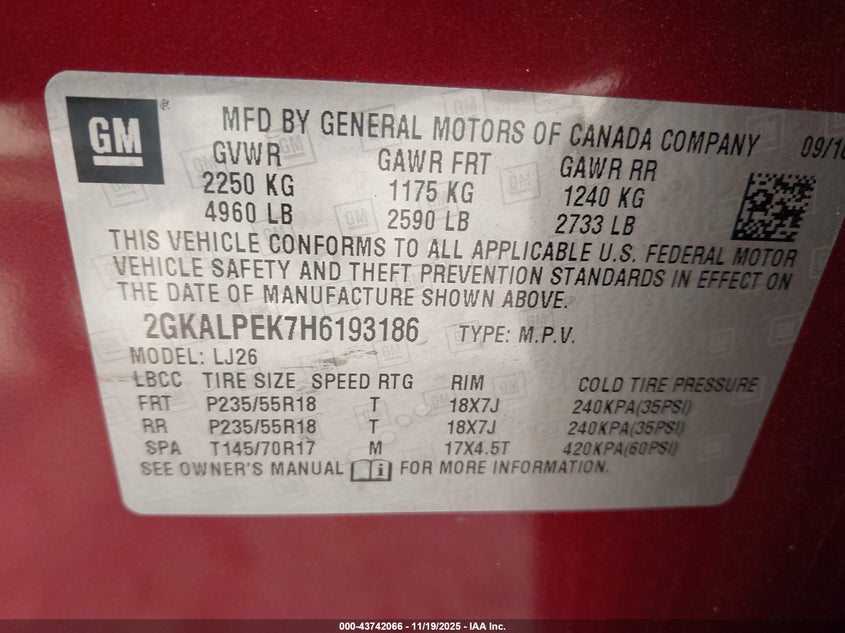 GM ®
MFD BY GENERAL MOTORS OF CANADA COMPANY 09/16
GVWR GAWR FRT GAWR RR
2250 KG 1175 KG 1240 KG
4960 LB 2590 LB 2733 LB
THIS VEHICLE CONFORMS TO ALL APPLICABLE U.S. FEDERAL MOTOR
VEHICLE SAFETY AND THEFT PREVENTION STANDARDS IN EFFECT ON
THE DATE OF MANUFACTURE SHOWN ABOVE.
2GKALPEK7H6193186 TYPE: M.P.V.
MODEL: LJ26
LBCC TIRE SIZE SPEED RTG RIM COLD TIRE PRESSURE
FRT P235/55R18 T 18X7J 240KPA(35PSI)
RR P235/55R18 T 18X7J 240KPA(35PSI)
SPA T145/70R17 M 17X4.5T 420KPA(60PSI)
SEE OWNER'S MANUAL i FOR MORE INFORMATION.
000-43742066 - 11/19/2025 - IAA Inc.